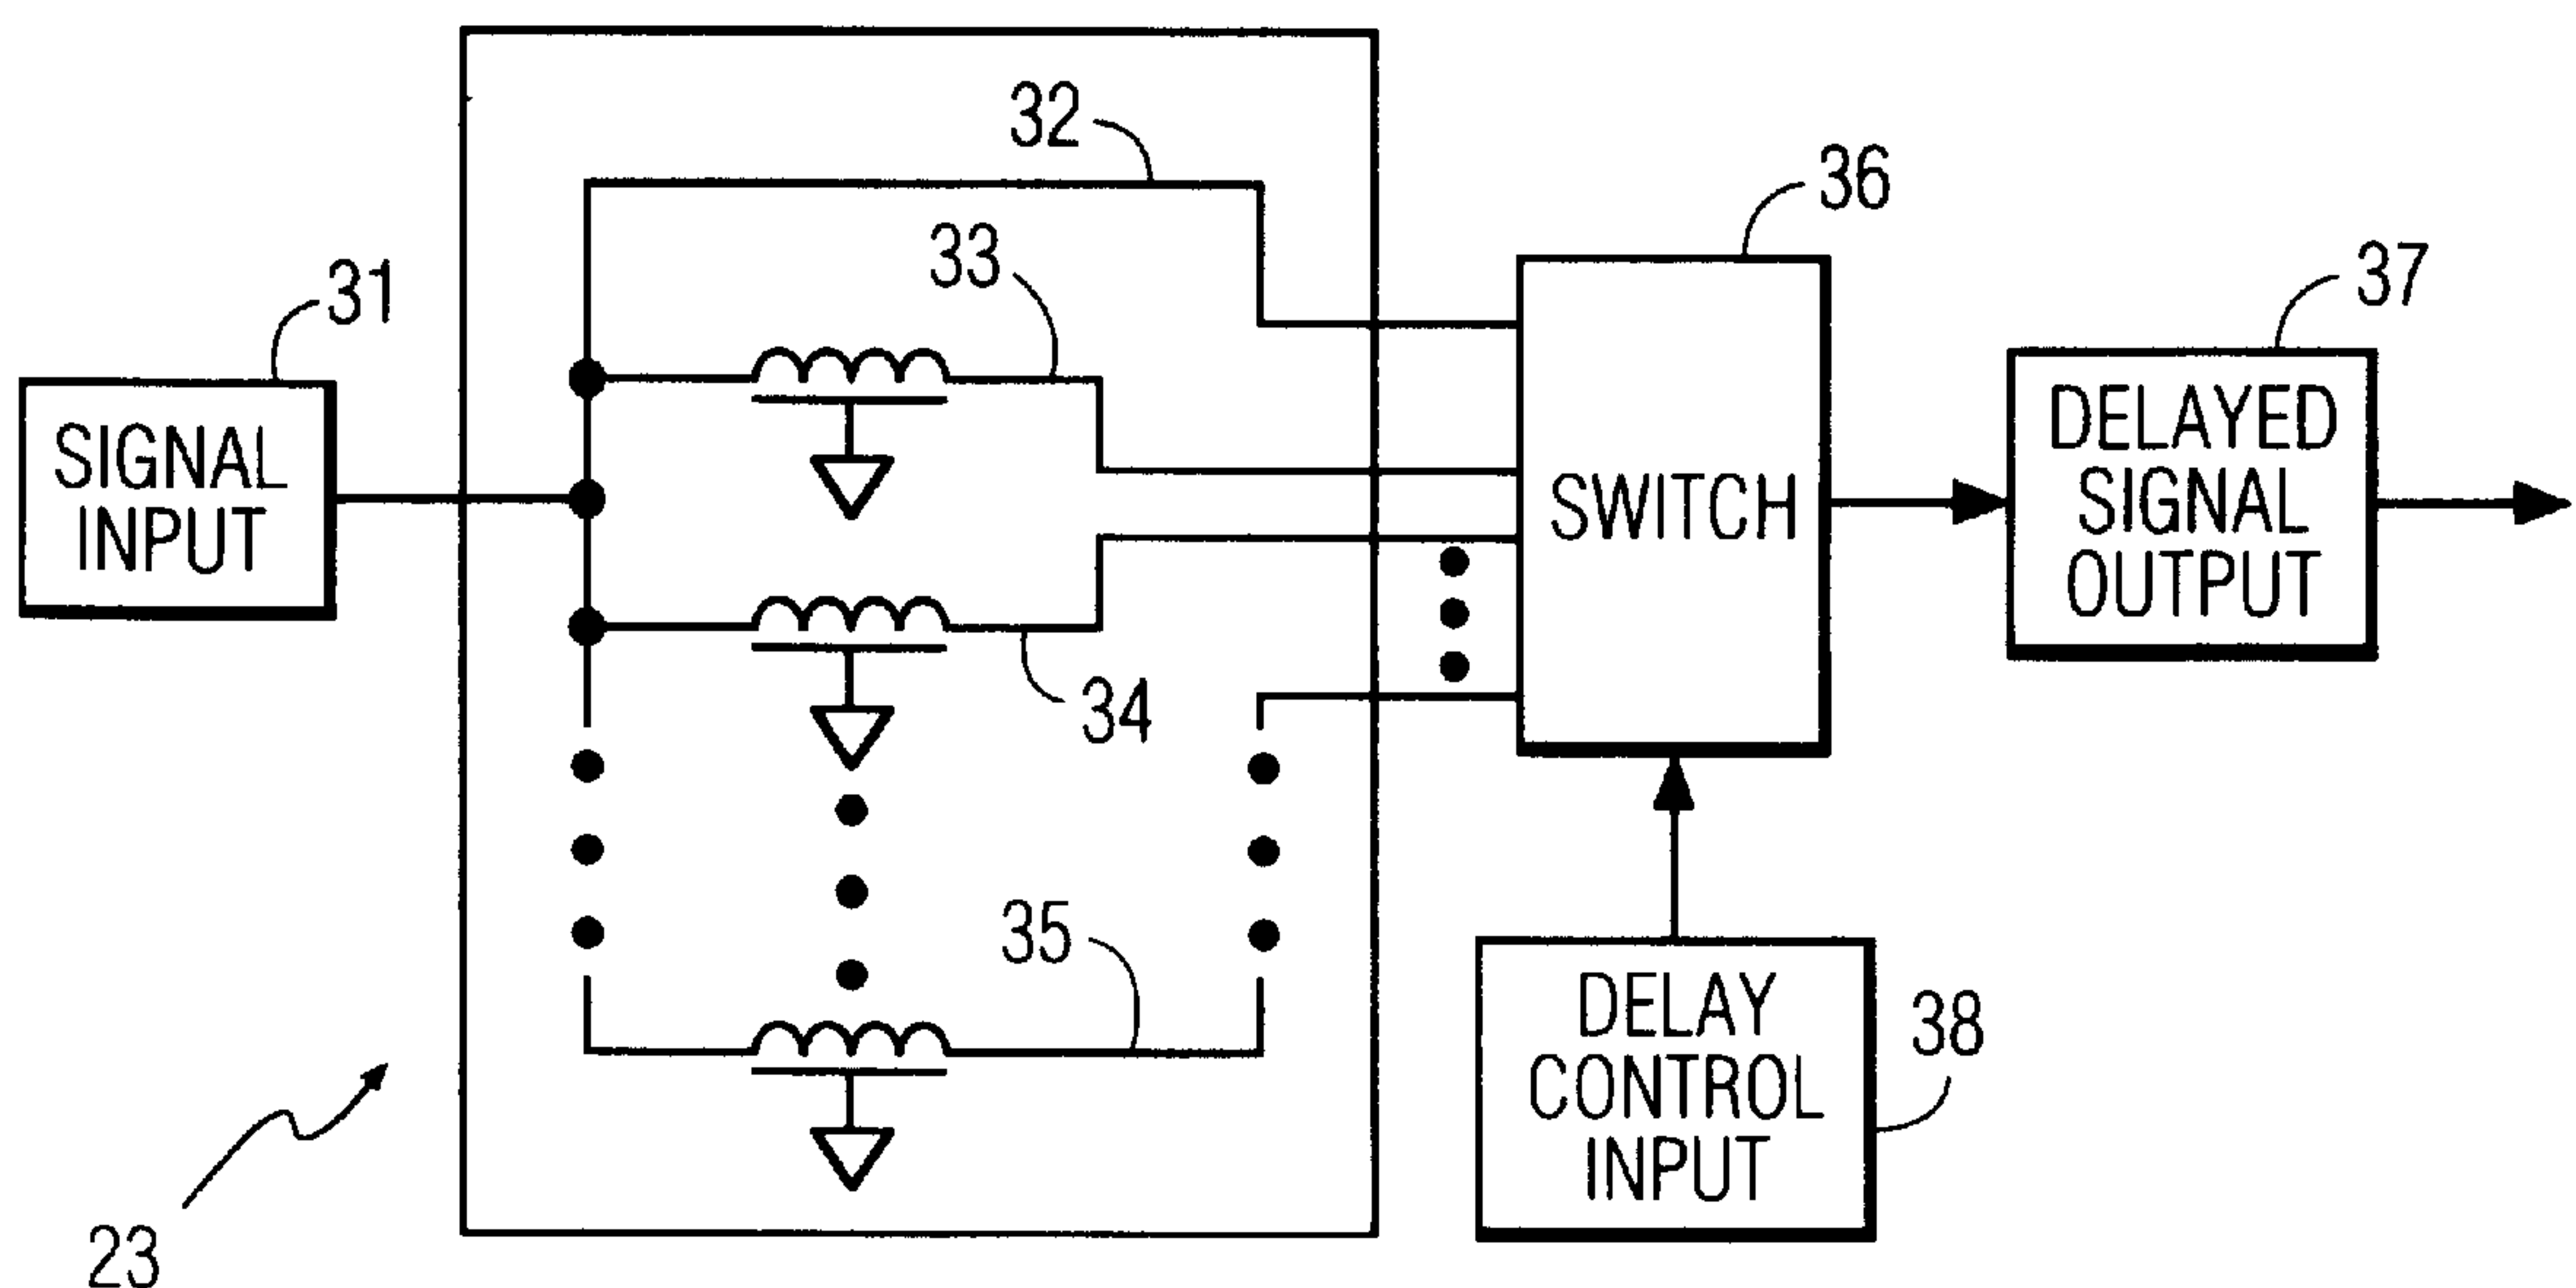 32
36
33
37
31
SIGNAL
INPUT
SWITCH
DELAYED
SIGNAL
OUTPUT
34
35
DELAY
CONTROL
INPUT
38
23